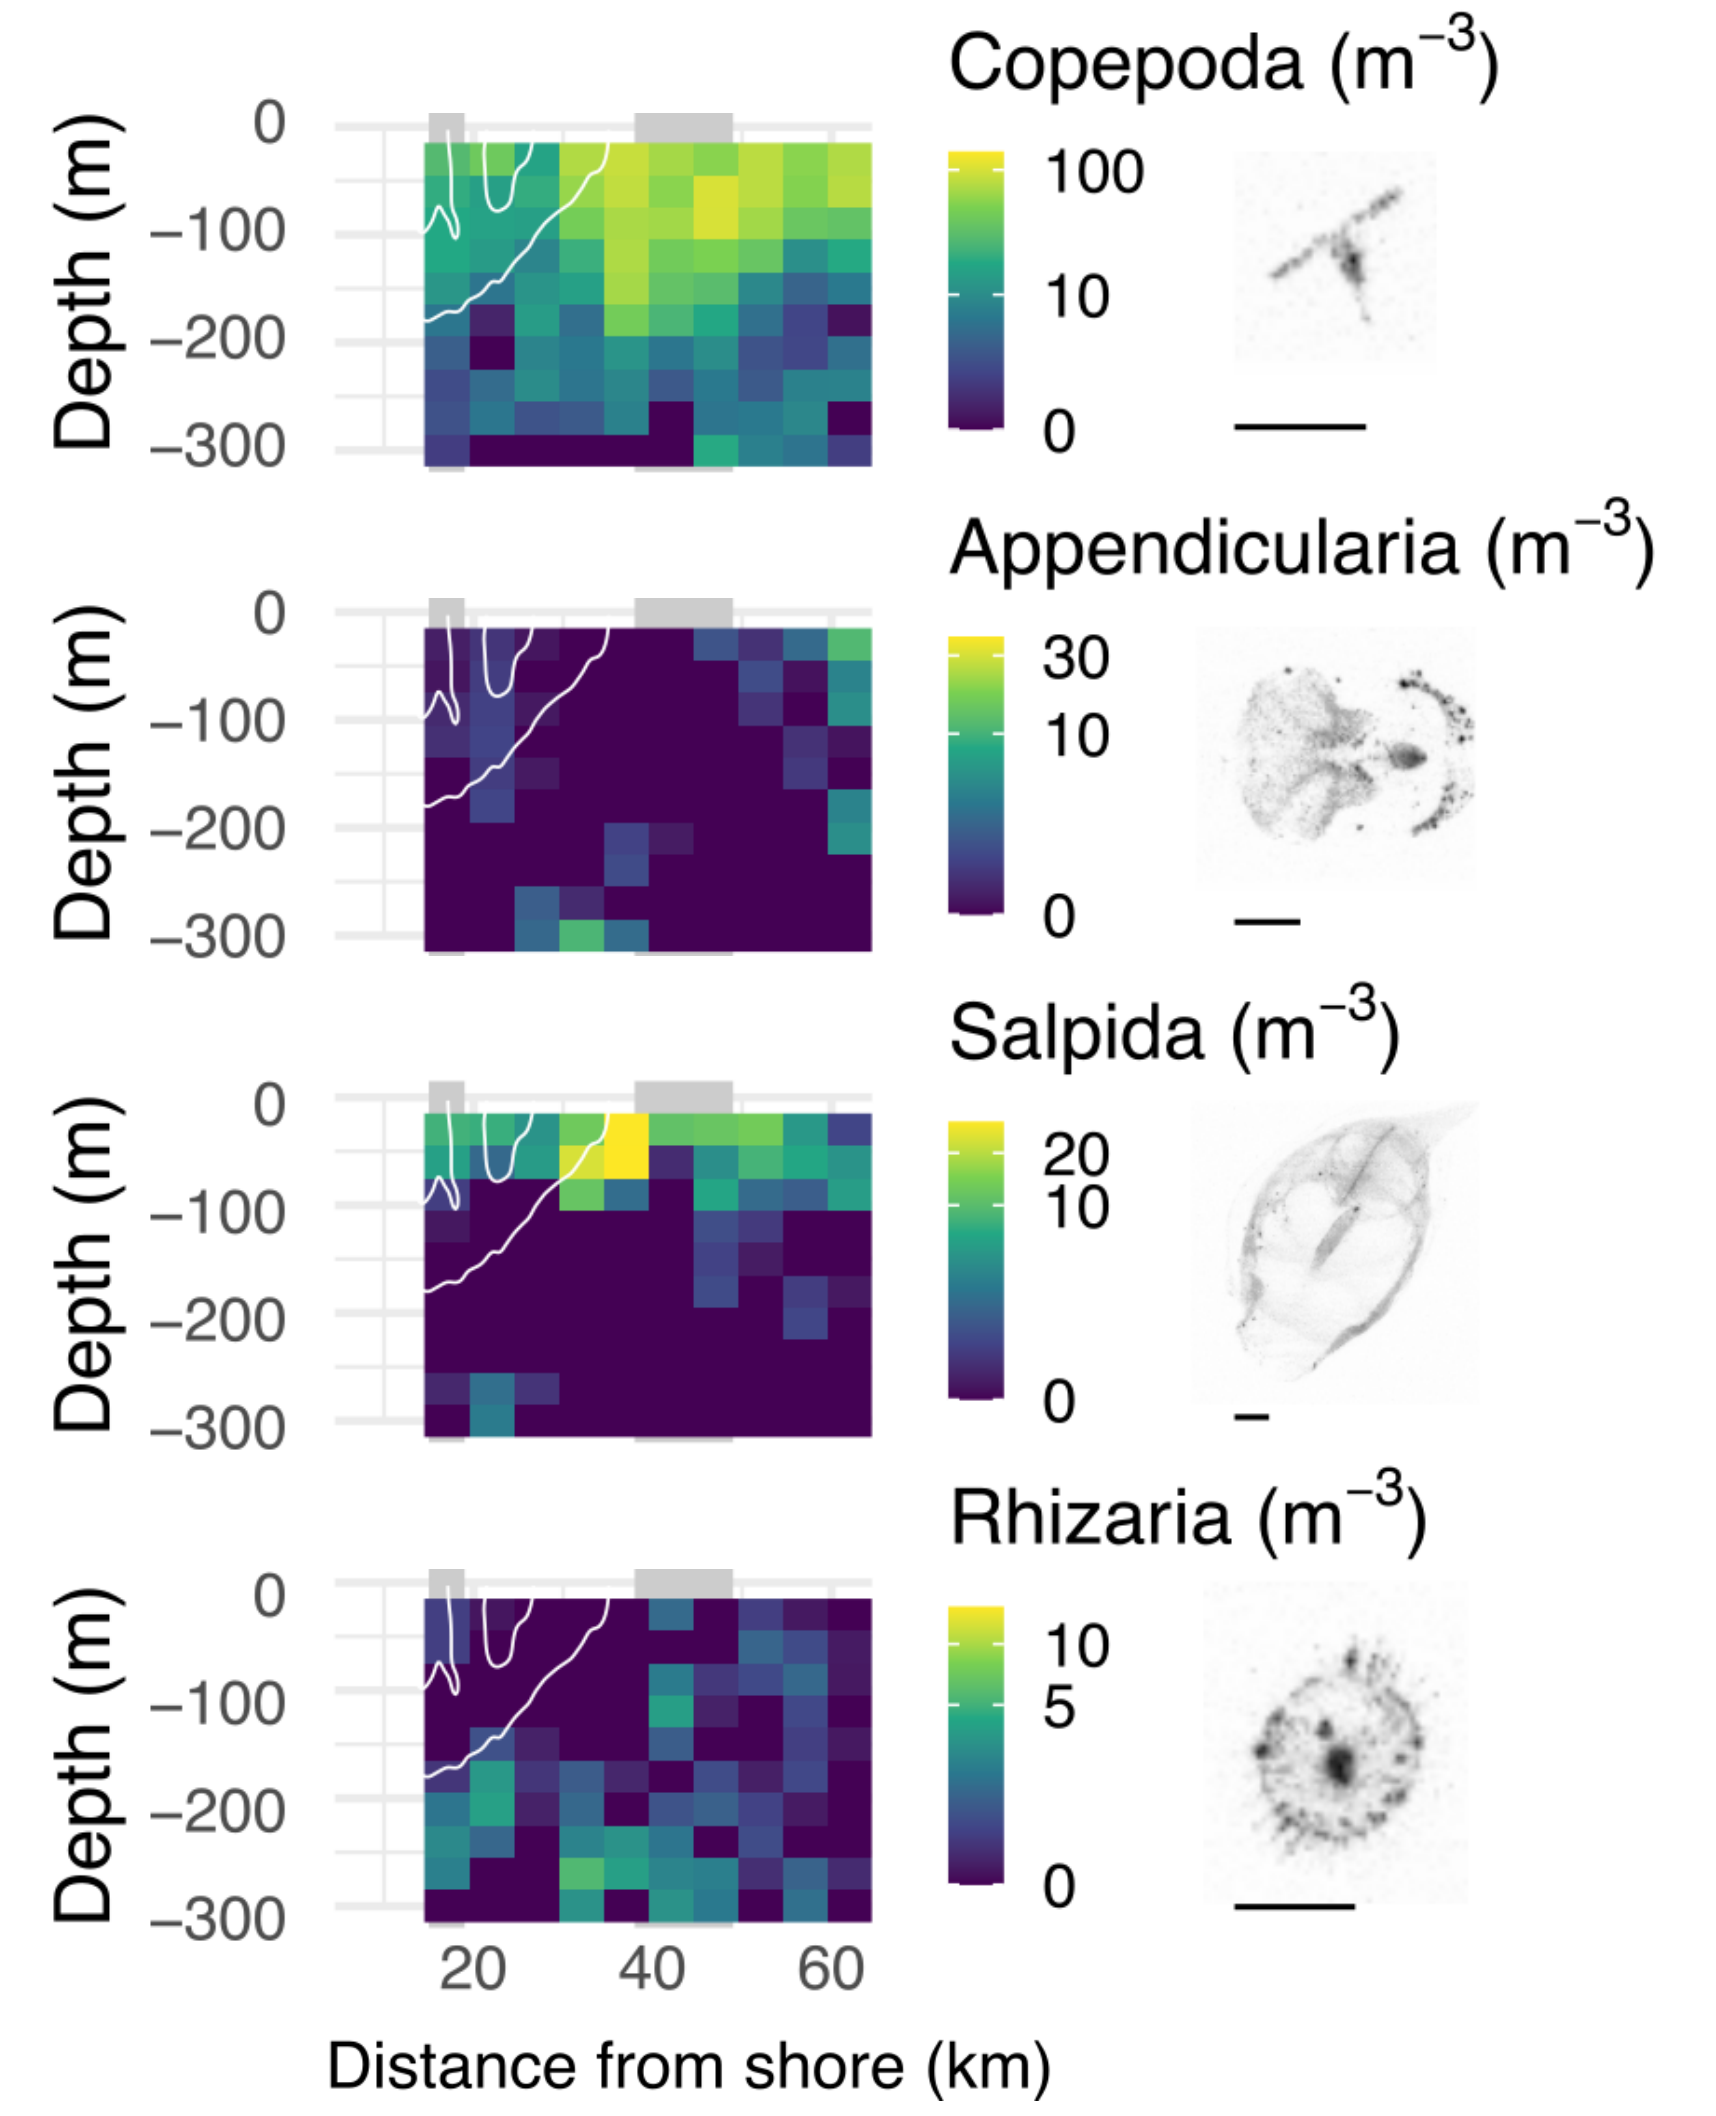 Copepoda (m⁻³)
Depth (m)
0
−100
−200
−300
100
10
0
Appendicularia (m⁻³)
Depth (m)
0
−100
−200
−300
30
10
0
Salpida (m⁻³)
Depth (m)
0
−100
−200
−300
20
10
0
Rhizaria (m⁻³)
Depth (m)
0
−100
−200
−300
10
5
0
20 40 60
Distance from shore (km)